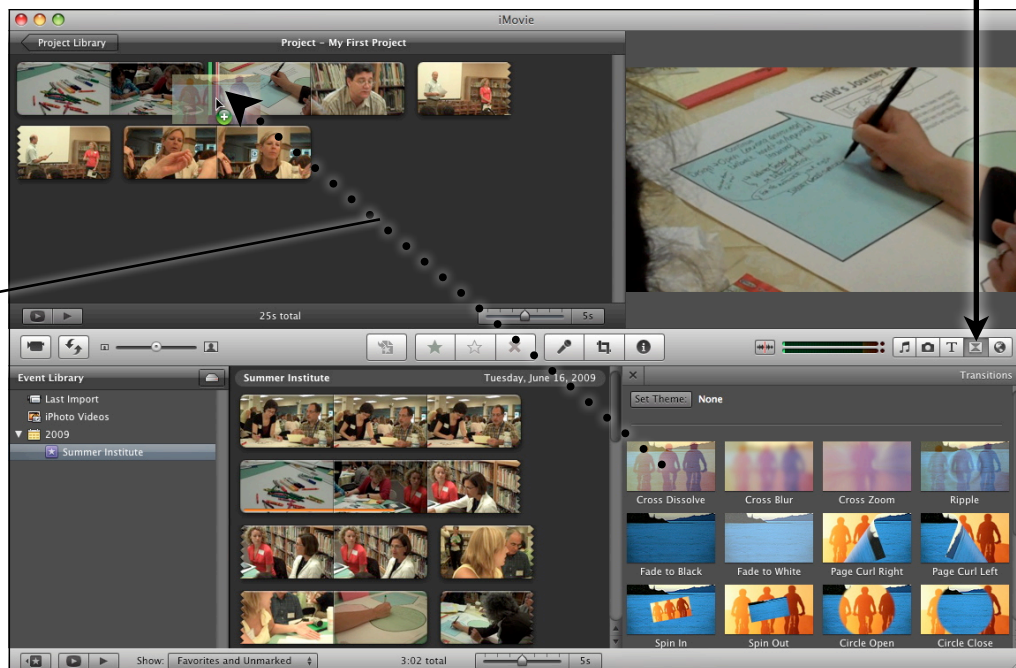 iMovie
Project Library
Project – My First Project
Child's Journey
25s total
5s
T
Event Library
Last Import
iPhoto Videos
2009
Summer Institute
Summer Institute
Tuesday, June 16, 2009
Transitions
Set Theme: None
Cross Dissolve
Cross Blur
Cross Zoom
Ripple
Fade to Black
Fade to White
Page Curl Right
Page Curl Left
Spin In
Spin Out
Circle Open
Circle Close
Show: Favorites and Unmarked
3:02 total
5s